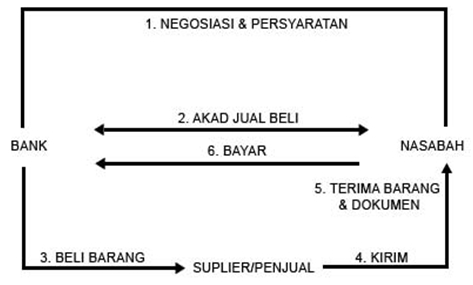 1. NEGOSIASI & PERSYARATAN
2. AKAD JUAL BELI
BANK
NASABAH
6. BAYAR
5. TERIMA BARANG
& DOKUMEN
3. BELI BARANG
SUPLIER/PENJUAL
4. KIRIM